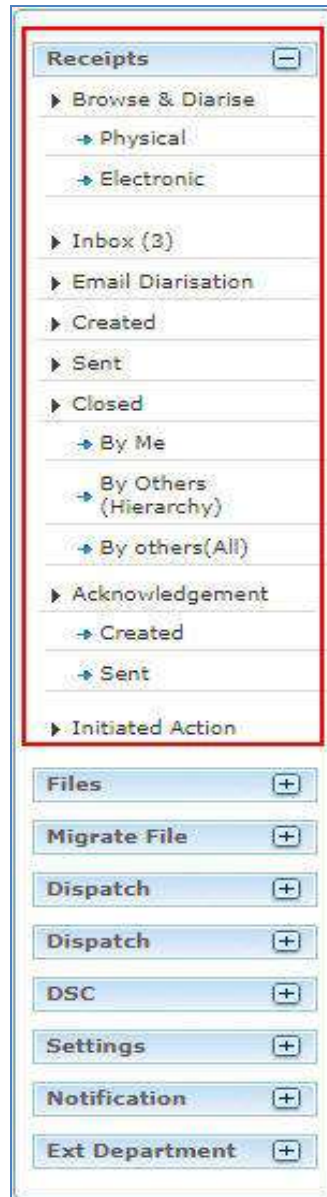 Receipts
Browse & Diarise
Physical
Electronic
Inbox (3)
Email Diarisation
Created
Sent
Closed
By Me
By Others
(Hierarchy)
By others(All)
Acknowledgement
Created
Sent
Initiated Action
Files
Migrate File
Dispatch
Dispatch
DSC
Settings
Notification
Ext Department